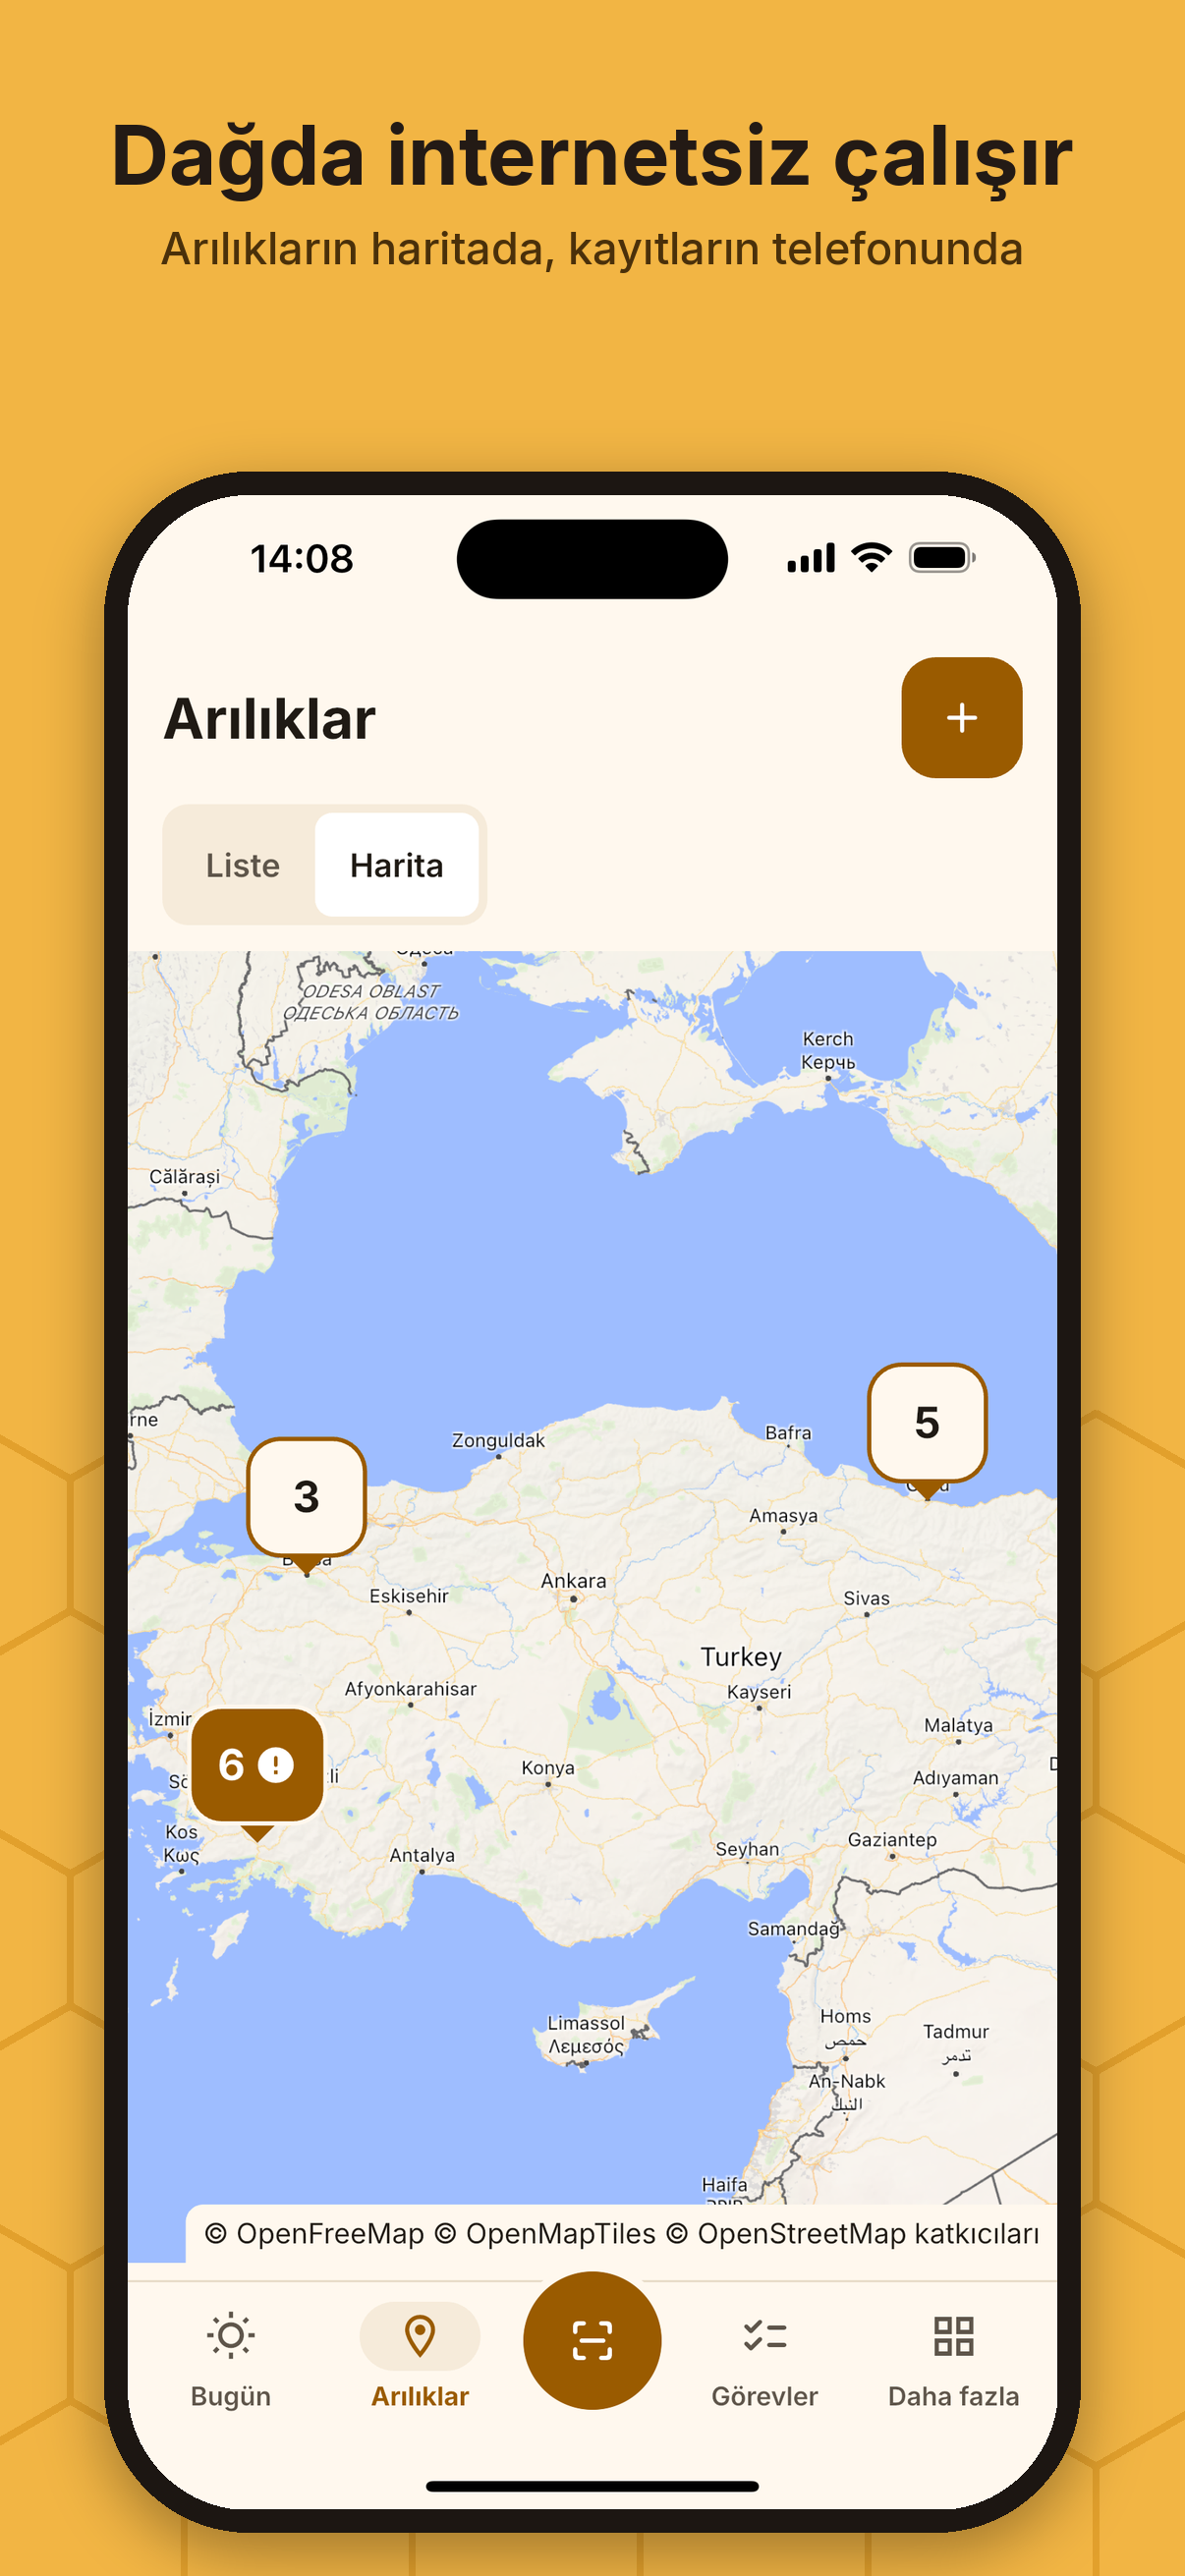 Dağda internetsiz çalışır
Arılıkların haritada, kayıtların telefonunda
14:08
Arılıklar
Liste
Harita
ODESA OBLAST
ОДЕСЬКА ОБЛАСТЬ
Kerch
Керчь
Călărași
5
Zonguldak
Bafra
3
Amasya
Ankara
Eskisehir
Sivas
Turkey
Afyonkarahisar
Kayseri
İzmir
Malatya
6
Konya
Adıyaman
Kos
Κως
Antalya
Seyhan
Gaziantep
Samandağ
Limassol
Λεμεσός
Homs
حمص
Tadmur
تدمر
An-Nabk
النبك
Haifa
© OpenFreeMap © OpenMapTiles © OpenStreetMap katkıcıları
Bugün
Arılıklar
Görevler
Daha fazla